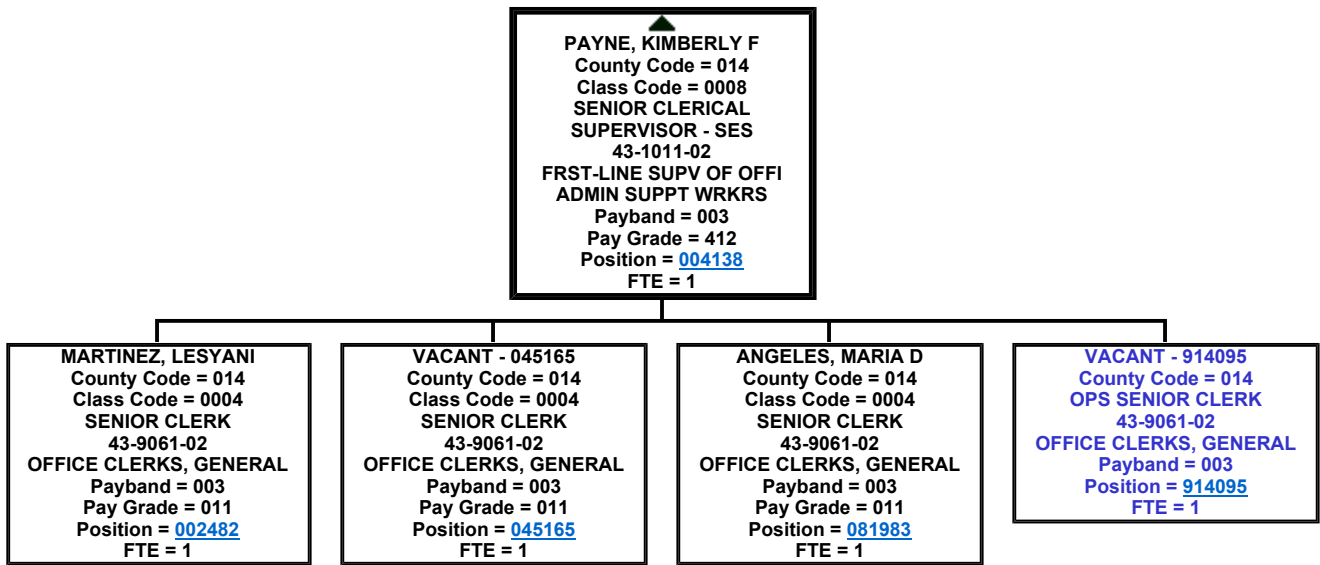 PAYNE, KIMBERLY F
County Code = 014
Class Code = 0008
SENIOR CLERICAL
SUPERVISOR - SES
43-1011-02
FRST-LINE SUPV OF OFFI
ADMIN SUPPT WRKRS
Payband = 003
Pay Grade = 412
Position = 004138
FTE = 1
MARTINEZ, LESYANI
County Code = 014
Class Code = 0004
SENIOR CLERK
43-9061-02
OFFICE CLERKS, GENERAL
Payband = 003
Pay Grade = 011
Position = 002482
FTE = 1
VACANT - 045165
County Code = 014
Class Code = 0004
SENIOR CLERK
43-9061-02
OFFICE CLERKS, GENERAL
Payband = 003
Pay Grade = 011
Position = 045165
FTE = 1
ANGELES, MARIA D
County Code = 014
Class Code = 0004
SENIOR CLERK
43-9061-02
OFFICE CLERKS, GENERAL
Payband = 003
Pay Grade = 011
Position = 081983
FTE = 1
VACANT - 914095
County Code = 014
OPS SENIOR CLERK
43-9061-02
OFFICE CLERKS, GENERAL
Payband = 003
Position = 914095
FTE = 1